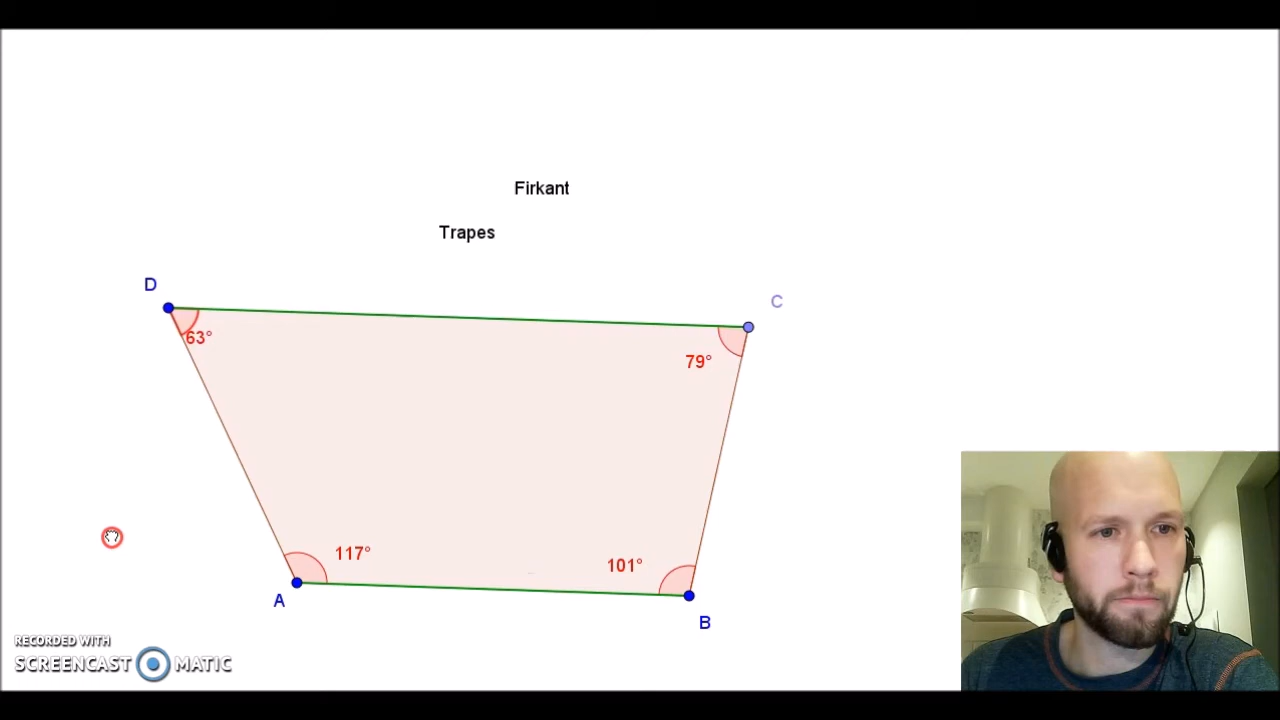 Firkant
Trapes
D
C
63°
79°
117°
101°
A
B
RECORDED WITH
SCREENCAST MATIC